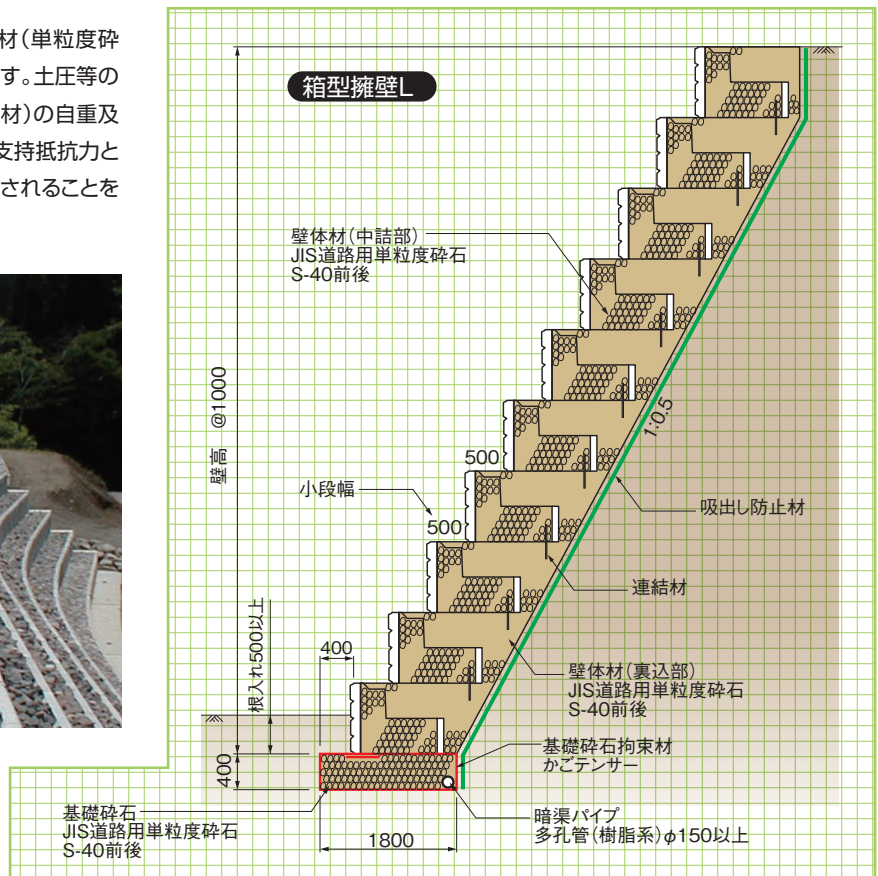 材(単粒度砕
す。土圧等の
材)の自重及
支持抵抗力と
されることを
箱型擁壁L
壁体材(中詰部)
JIS道路用単粒度砕石
S-40前後
壁高 @1000
1:0.5
500
小段幅
500
吸出し防止材
連結材
根入れ500以上
400
壁体材(裏込部)
JIS道路用単粒度砕石
S-40前後
基礎砕石拘束材
かごテンサー
400
基礎砕石
JIS道路用単粒度砕石
S-40前後
1800
暗渠パイプ
多孔管(樹脂系)φ150以上